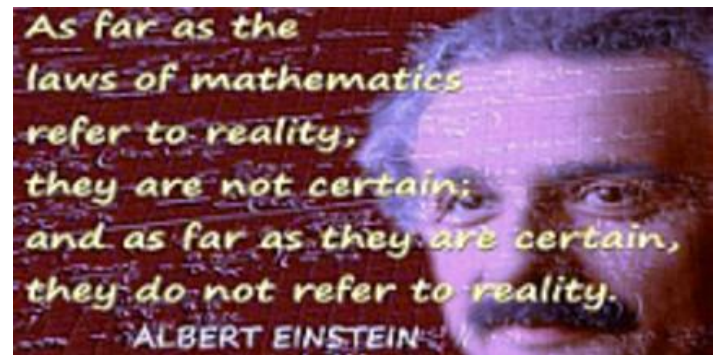 As far as the
laws of mathematics
refer to reality,
they are not certain;
and as far as they are certain,
they do not refer to reality.
ALBERT EINSTEIN